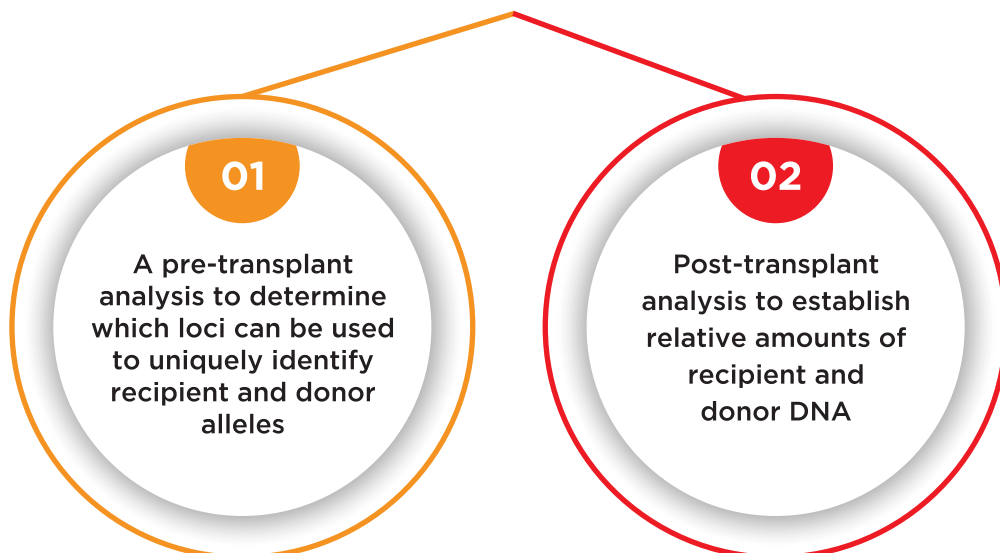 01
A pre-transplant
analysis to determine
which loci can be used
to uniquely identify
recipient and donor
alleles
02
Post-transplant
analysis to establish
relative amounts of
recipient and
donor DNA